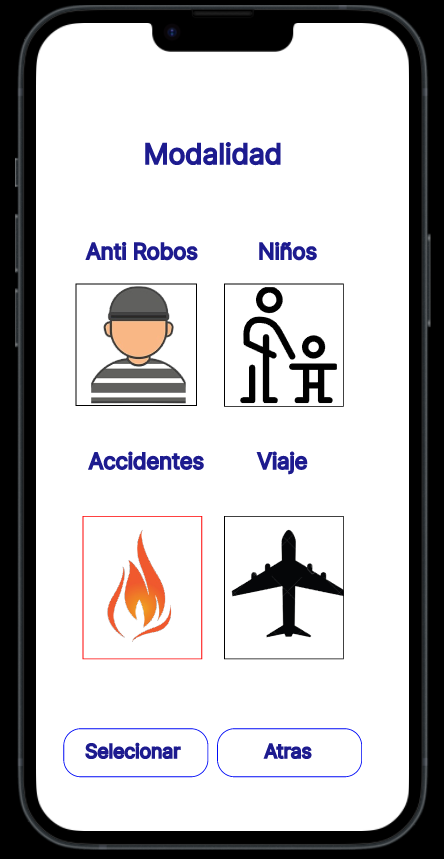 Modalidad
Anti Robos
Niños
Accidentes
Viaje
Selecionar
Atras